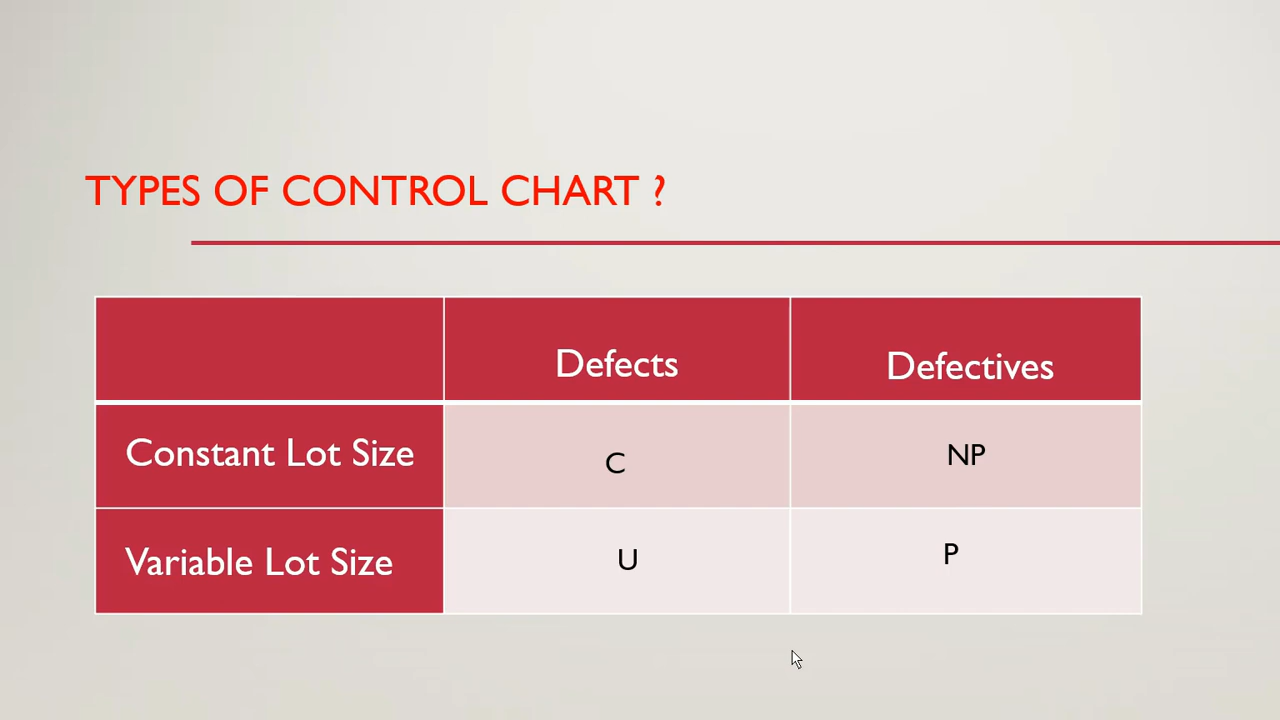 TYPES OF CONTROL CHART ?
Defects Defectives
Constant Lot Size C NP
Variable Lot Size U P